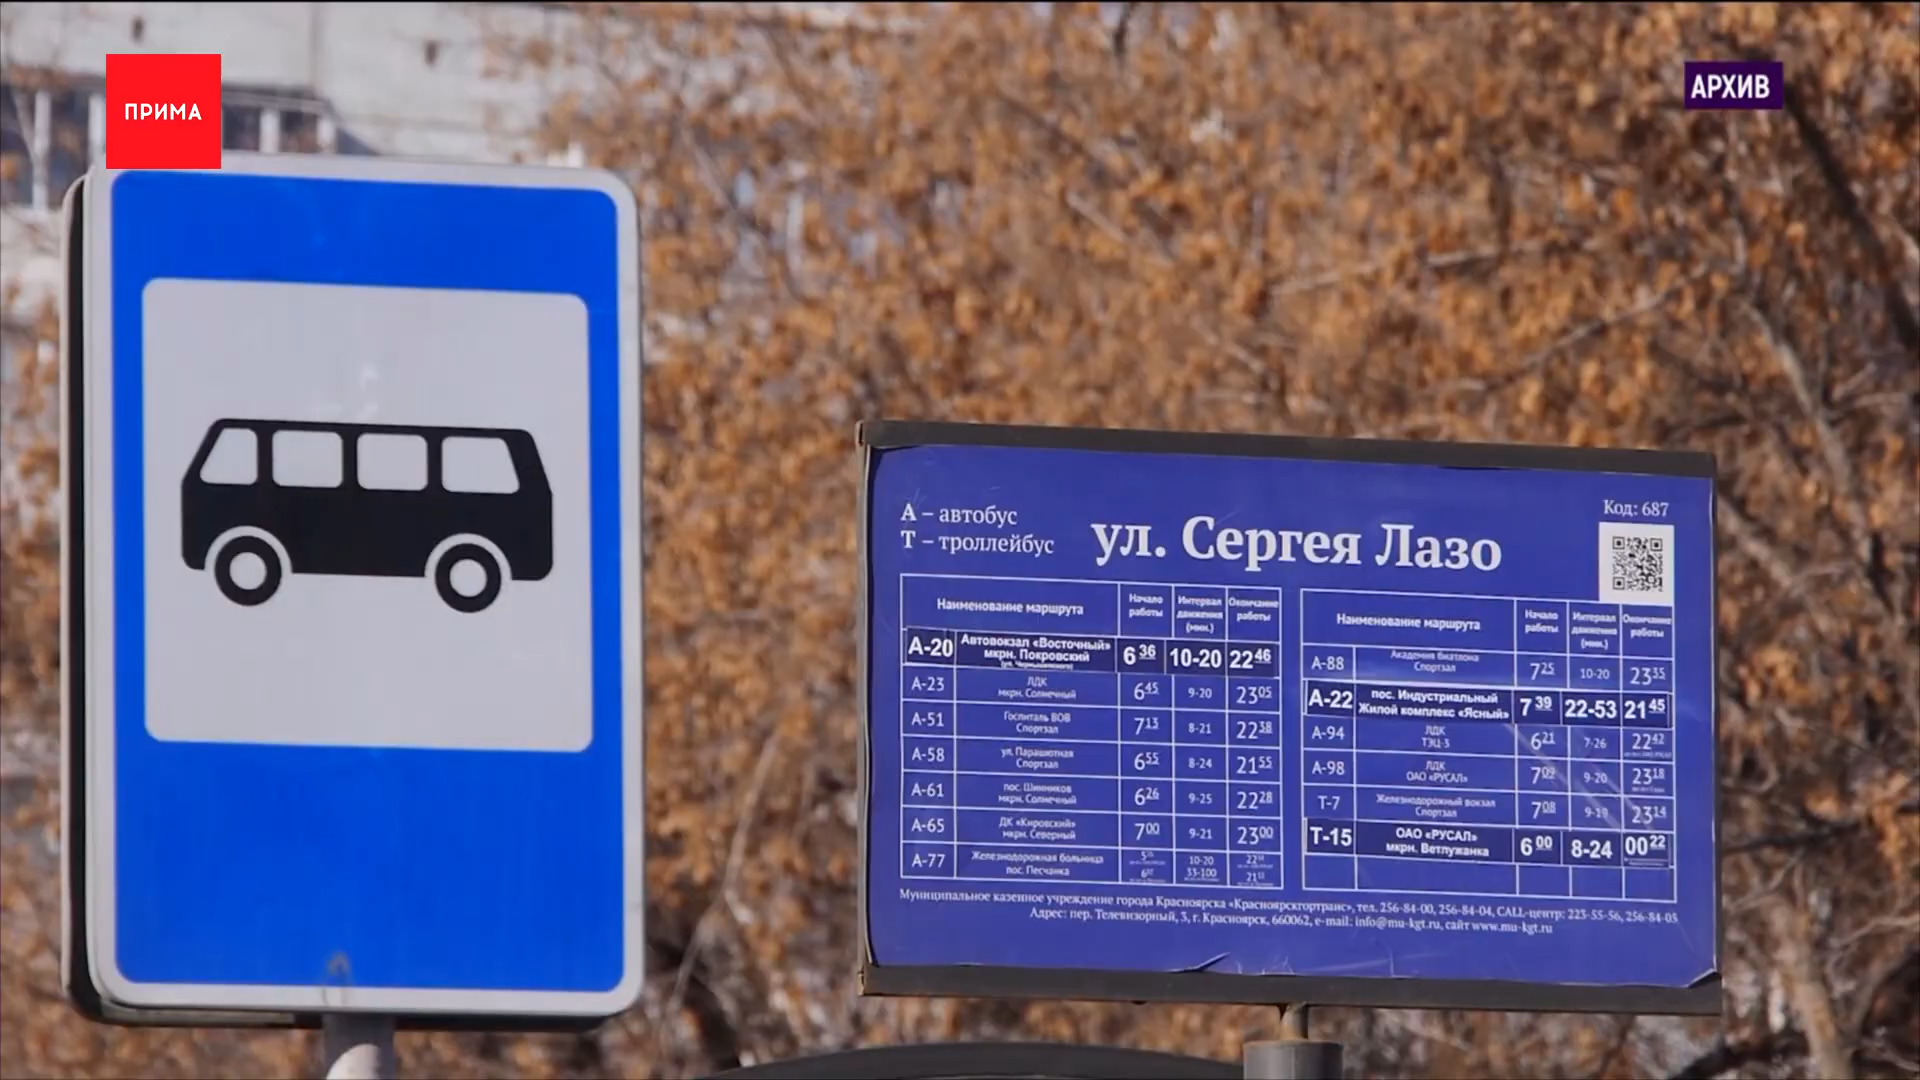 ПРИМА
АРХИВ
А – автобус
Т – троллейбус
ул. Сергея Лазо
Код: 687
Наименование маршрута Начало работы Интервал движения (мин.) Окончание работы
А-20 Автовокзал «Восточный» мкрн. Покровский (ул. Чернышевского) 6 36 10-20 22 46
А-23 ЛДК мкрн. Солнечный 6 45 9-20 23 05
А-51 Госпиталь ВОВ Спортзал 7 13 8-21 22 38
А-58 ул. Парашютная Спортзал 6 55 8-24 21 55
А-61 пос. Шинников мкрн. Солнечный 6 26 9-25 22 28
А-65 ДК «Кировский» мкрн. Северный 7 00 9-21 23 00
А-77 Железнодорожная больница пос. Песчанка 10-20 33-100
Наименование маршрута Начало работы Интервал движения (мин.) Окончание работы
А-88 Академия биатлона Спортзал 7 25 10-20 23 35
А-22 пос. Индустриальный Жилой комплекс «Ясный» 7 39 22-53 21 45
А-94 ЛДК ТЭЦ-3 6 21 7-26 22 42
А-98 ЛДК ОАО «РУСАЛ» 7 09 9-20 23 18
Т-7 Железнодорожный вокзал Спортзал 7 08 9-19 23 14
Т-15 ОАО «РУСАЛ» мкрн. Ветлужанка 6 00 8-24 00 22
Муниципальное казенное учреждение города Красноярска «Красноярскгортранс», тел. 256-84-00, 256-84-04, CALL-центр: 223-55-56, 256-84-03
Адрес: пер. Телевизорный, 3, г. Красноярск, 660062, e-mail: info@mu-kgt.ru, сайт www.mu-kgt.ru